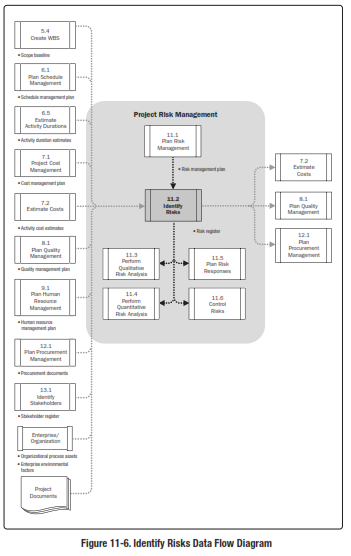 5.4
Create WBS
• Scope baseline
6.1
Plan Schedule
Management
• Schedule management plan
6.5
Estimate
Activity Durations
• Activity duration estimates
7.1
Project Cost
Management
• Cost management plan
7.2
Estimate Costs
• Activity cost estimates
8.1
Plan Quality
Management
• Quality management plan
9.1
Plan Human
Resource
Management
• Human resource
management plan
12.1
Plan Procurement
Management
• Procurement documents
13.1
Identify
Stakeholders
• Stakeholder register
Enterprise/
Organization
• Organizational process assets
• Enterprise environmental
factors
Project
Documents
Project Risk Management
11.1
Plan Risk
Management
• Risk management plan
11.2
Identify
Risks
• Risk register
11.3
Perform
Qualitative
Risk Analysis
11.5
Plan Risk
Responses
11.4
Perform
Quantitative
Risk Analysis
11.6
Control
Risks
7.2
Estimate
Costs
8.1
Plan Quality
Management
12.1
Plan
Procurement
Management
Figure 11-6. Identify Risks Data Flow Diagram